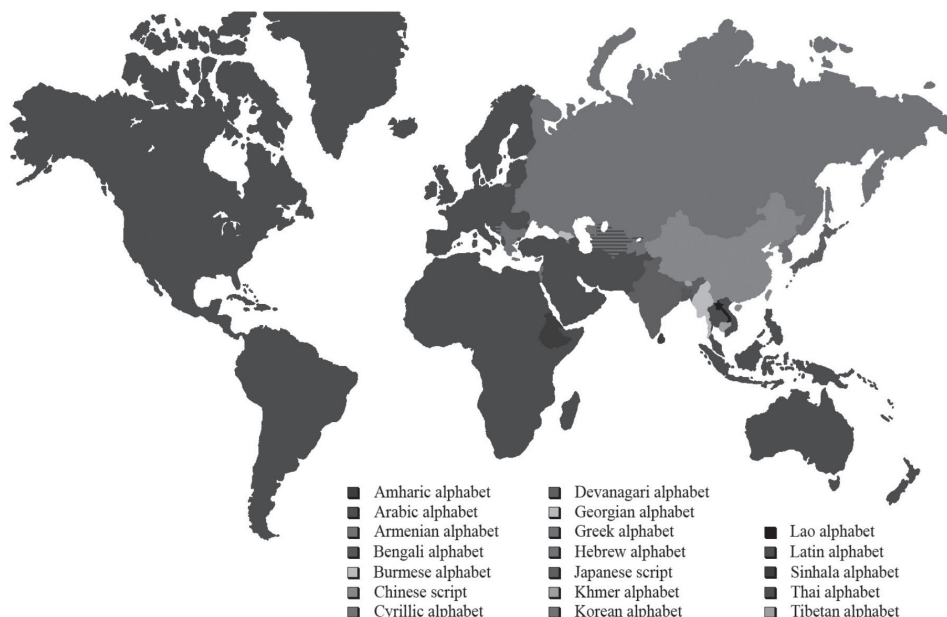 Amharic alphabet
Arabic alphabet
Armenian alphabet
Bengali alphabet
Burmese alphabet
Chinese script
Cyrillic alphabet
Devanagari alphabet
Georgian alphabet
Greek alphabet
Hebrew alphabet
Japanese script
Khmer alphabet
Korean alphabet
Lao alphabet
Latin alphabet
Sinhala alphabet
Thai alphabet
Tibetan alphabet